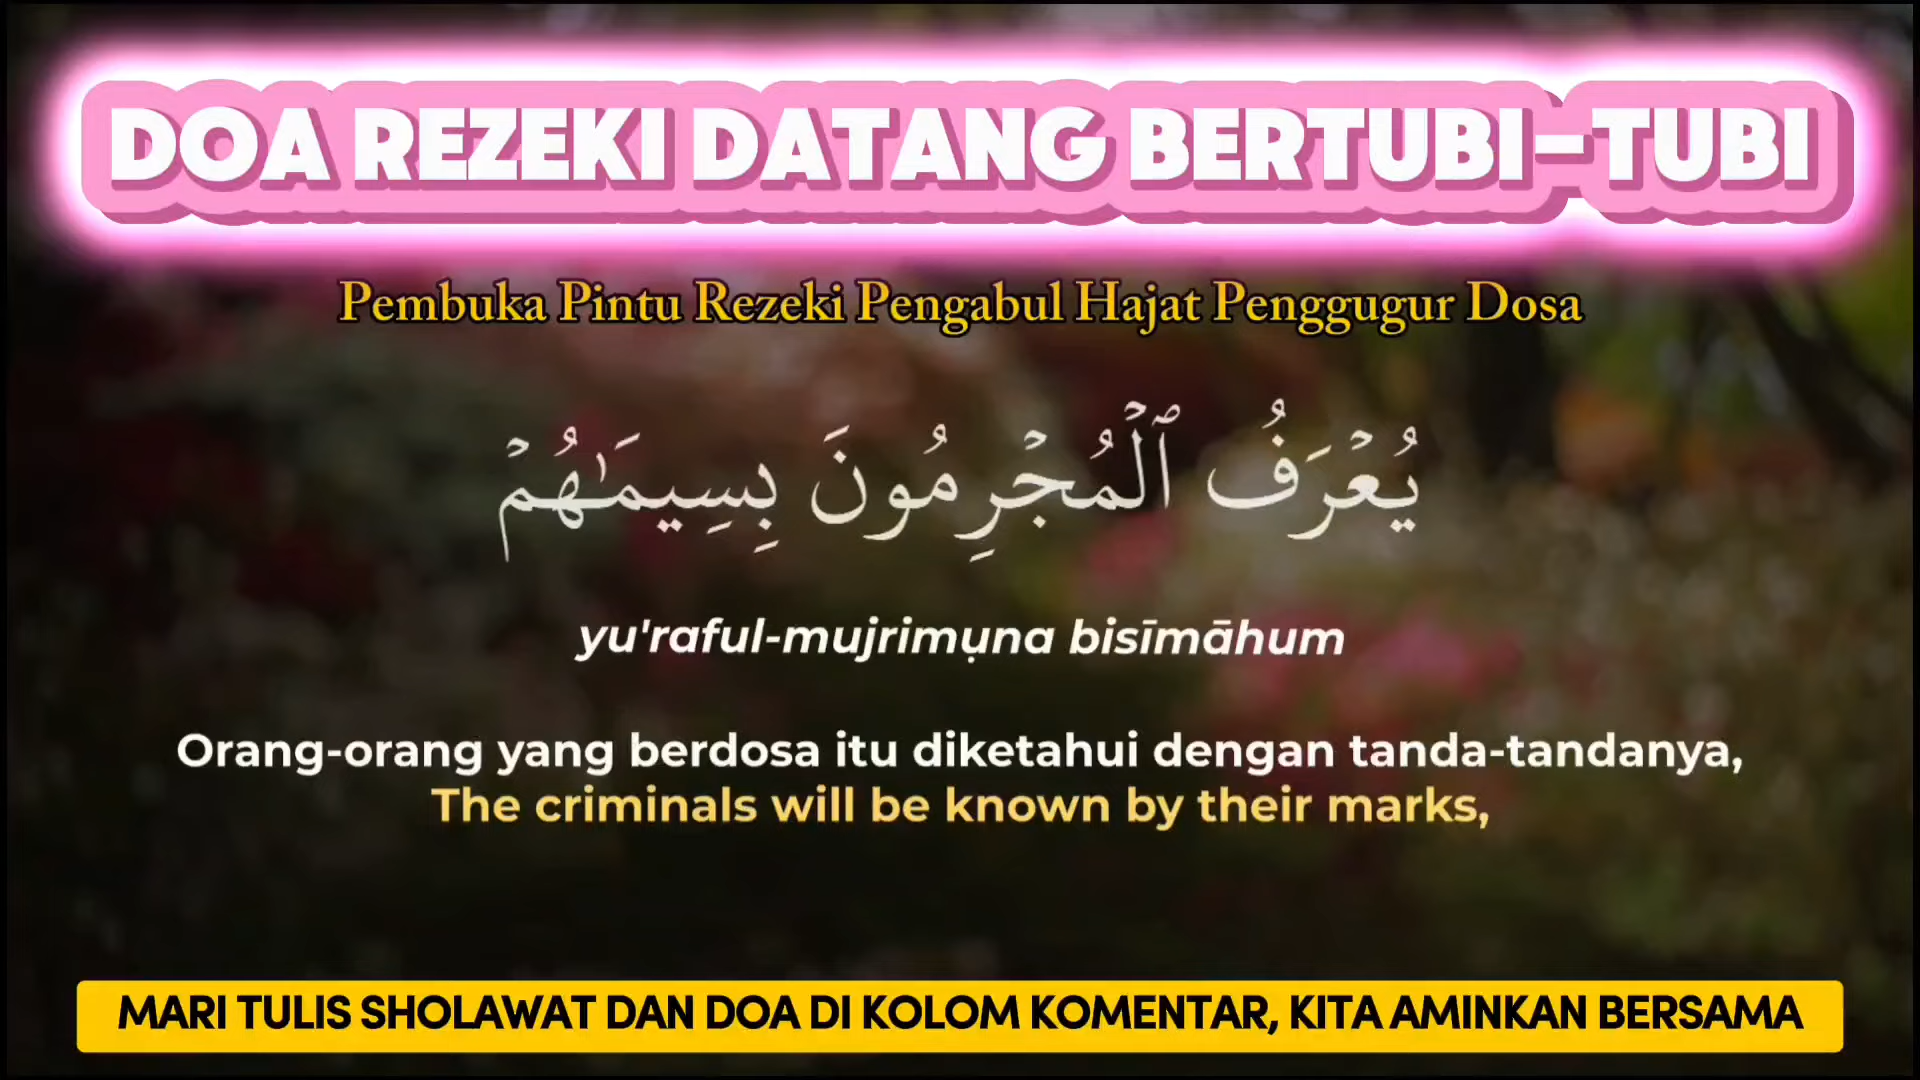 DOA REZEKI DATANG BERTUBI-TUBI
Pembuka Pintu Rezeki Pengabul Hajat Penggugur Dosa
يُعْرَفُ ٱلْمُجْرِمُونَ بِسِيمَـٰهُمْ
yu'raful-mujrimụna bisīmāhum
Orang-orang yang berdosa itu diketahui dengan tanda-tandanya,
The criminals will be known by their marks,
MARI TULIS SHOLAWAT DAN DOA DI KOLOM KOMENTAR, KITA AMINKAN BERSAMA